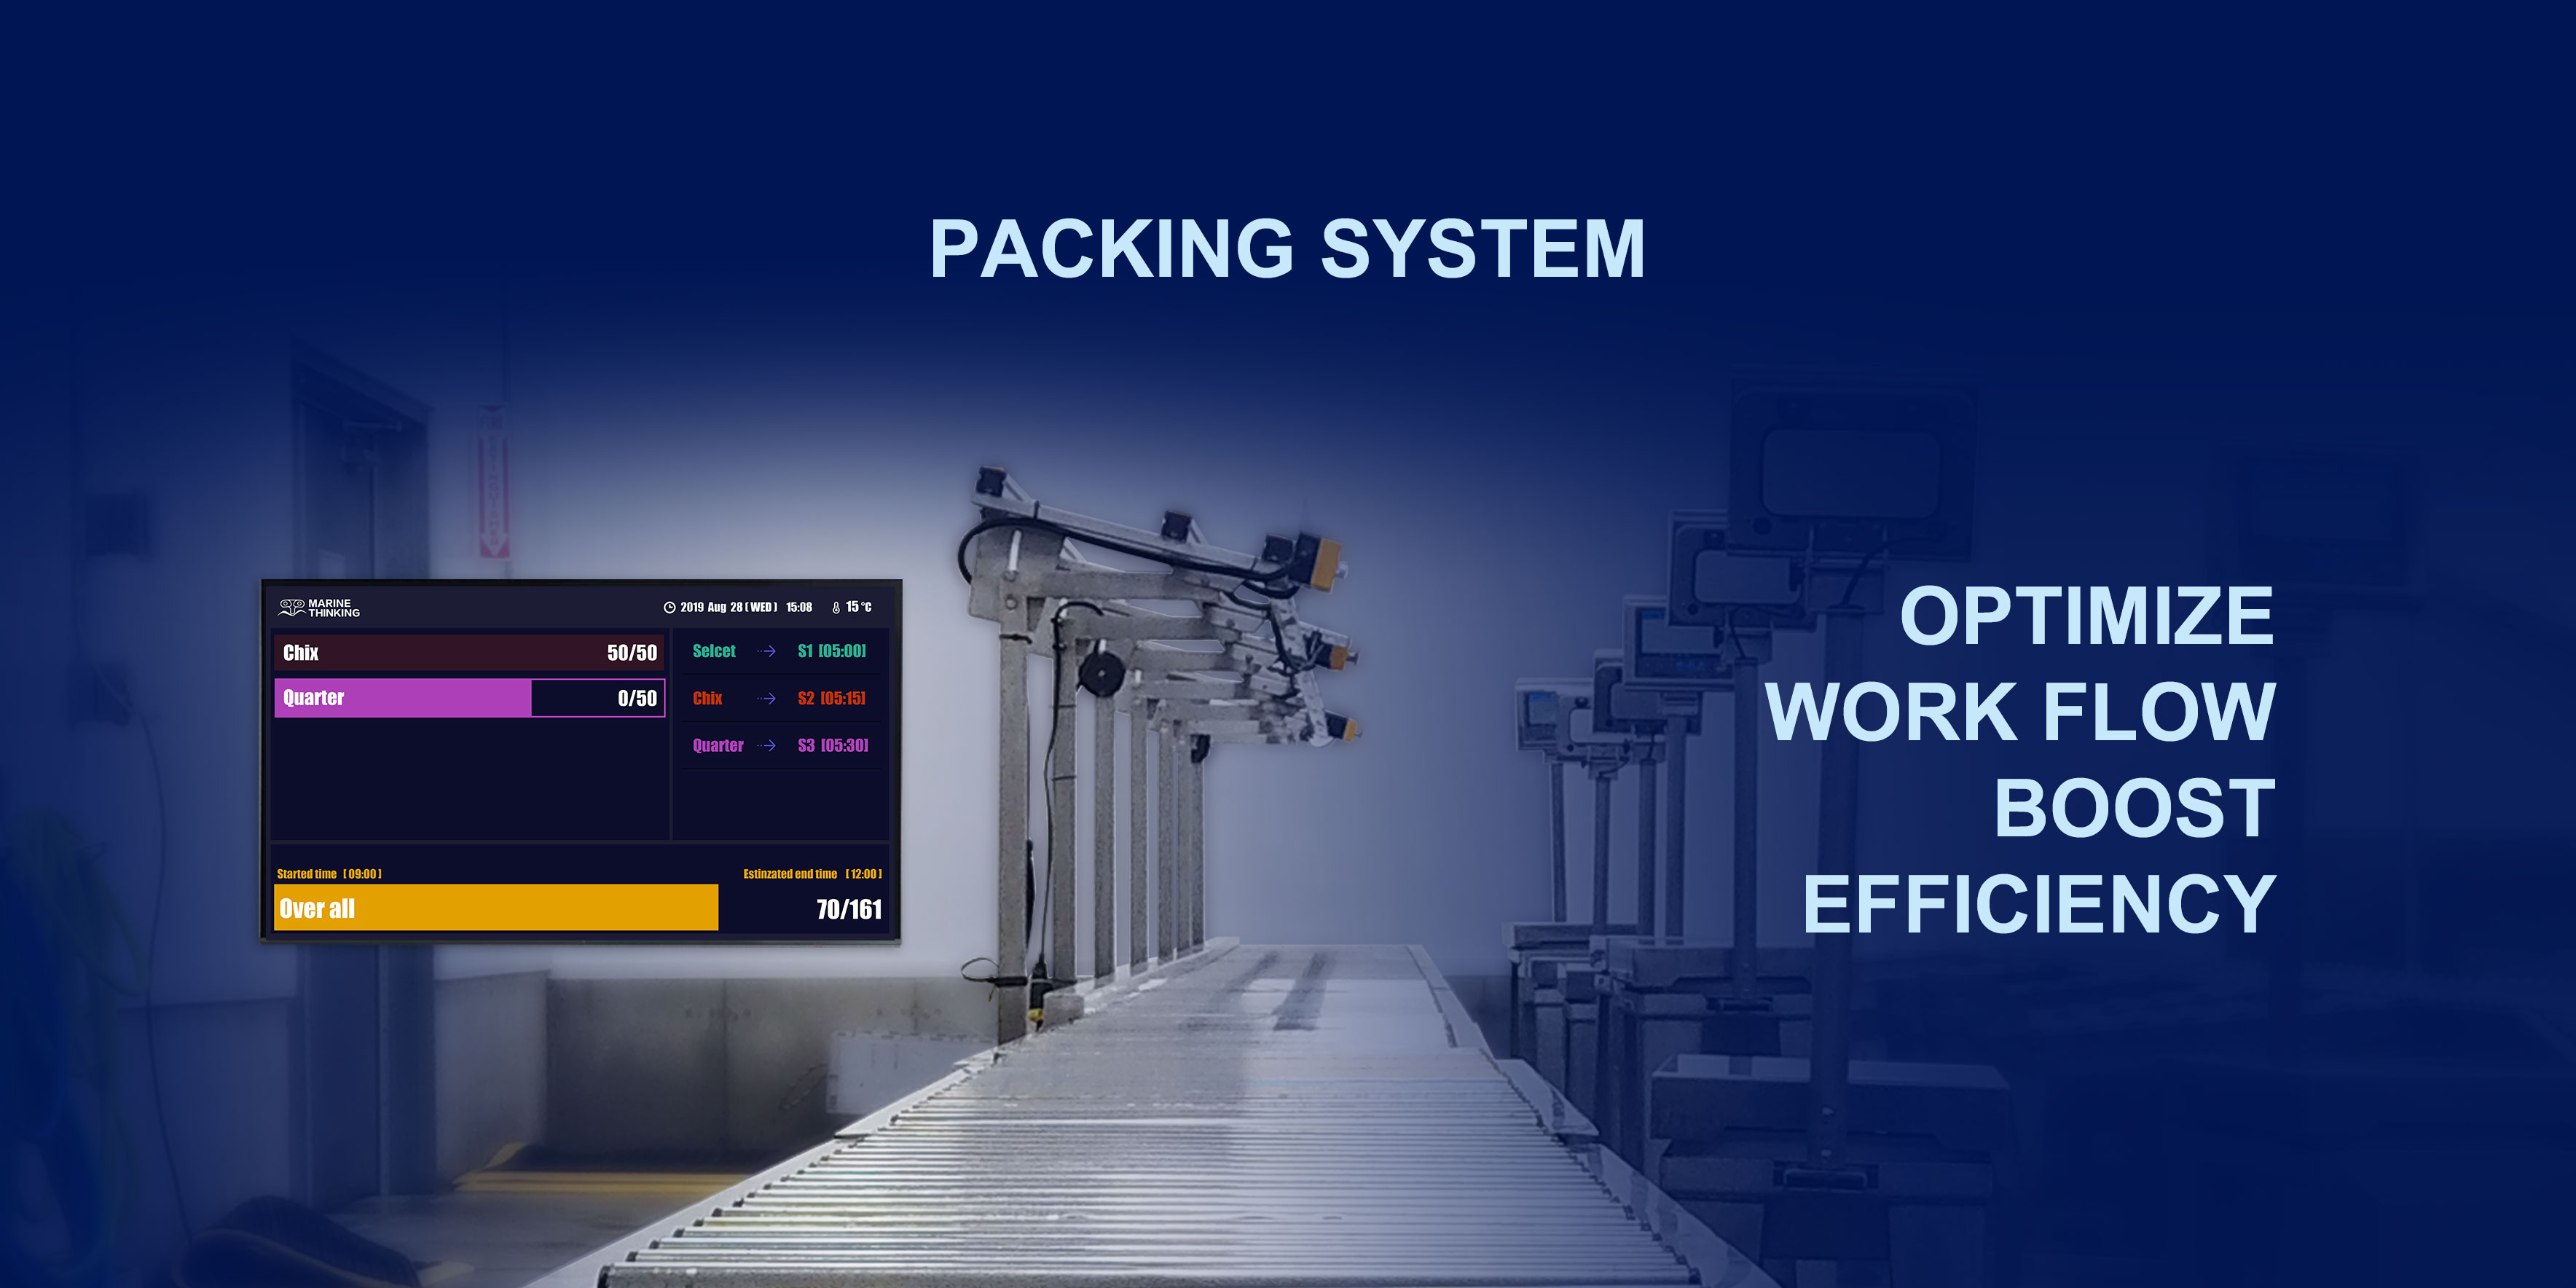 PACKING SYSTEM
MARINE
THINKING
2019 Aug 28 (WED) 15:08 15°C
Chix 50/50
Quarter 0/50
Selcet S1 [05:00]
Chix S2 [05:15]
Quarter S3 [05:30]
Started time [09:00]
Estinzated end time [12:00]
Over all 70/161
OPTIMIZE
WORK FLOW
BOOST
EFFICIENCY